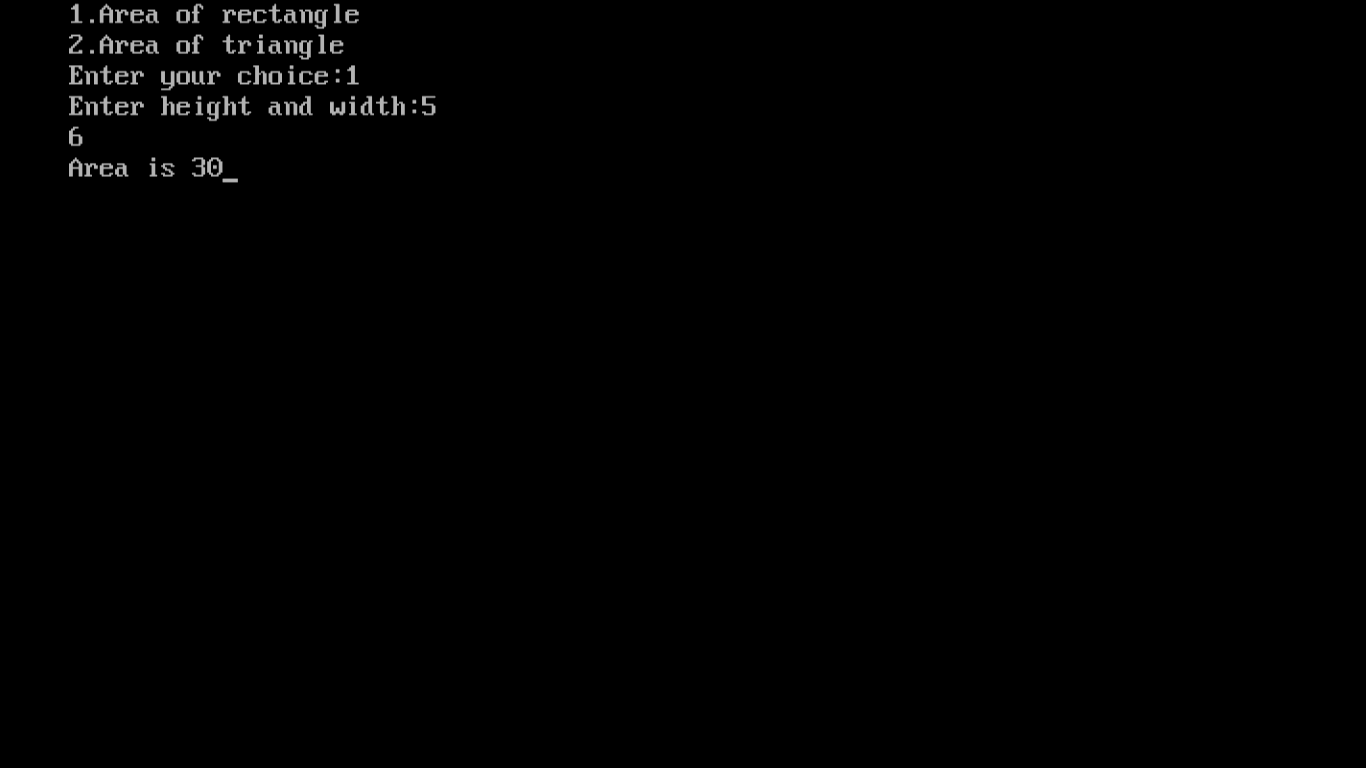 1.Area of rectangle
2.Area of triangle
Enter your choice:1
Enter height and width:5
6
Area is 30_